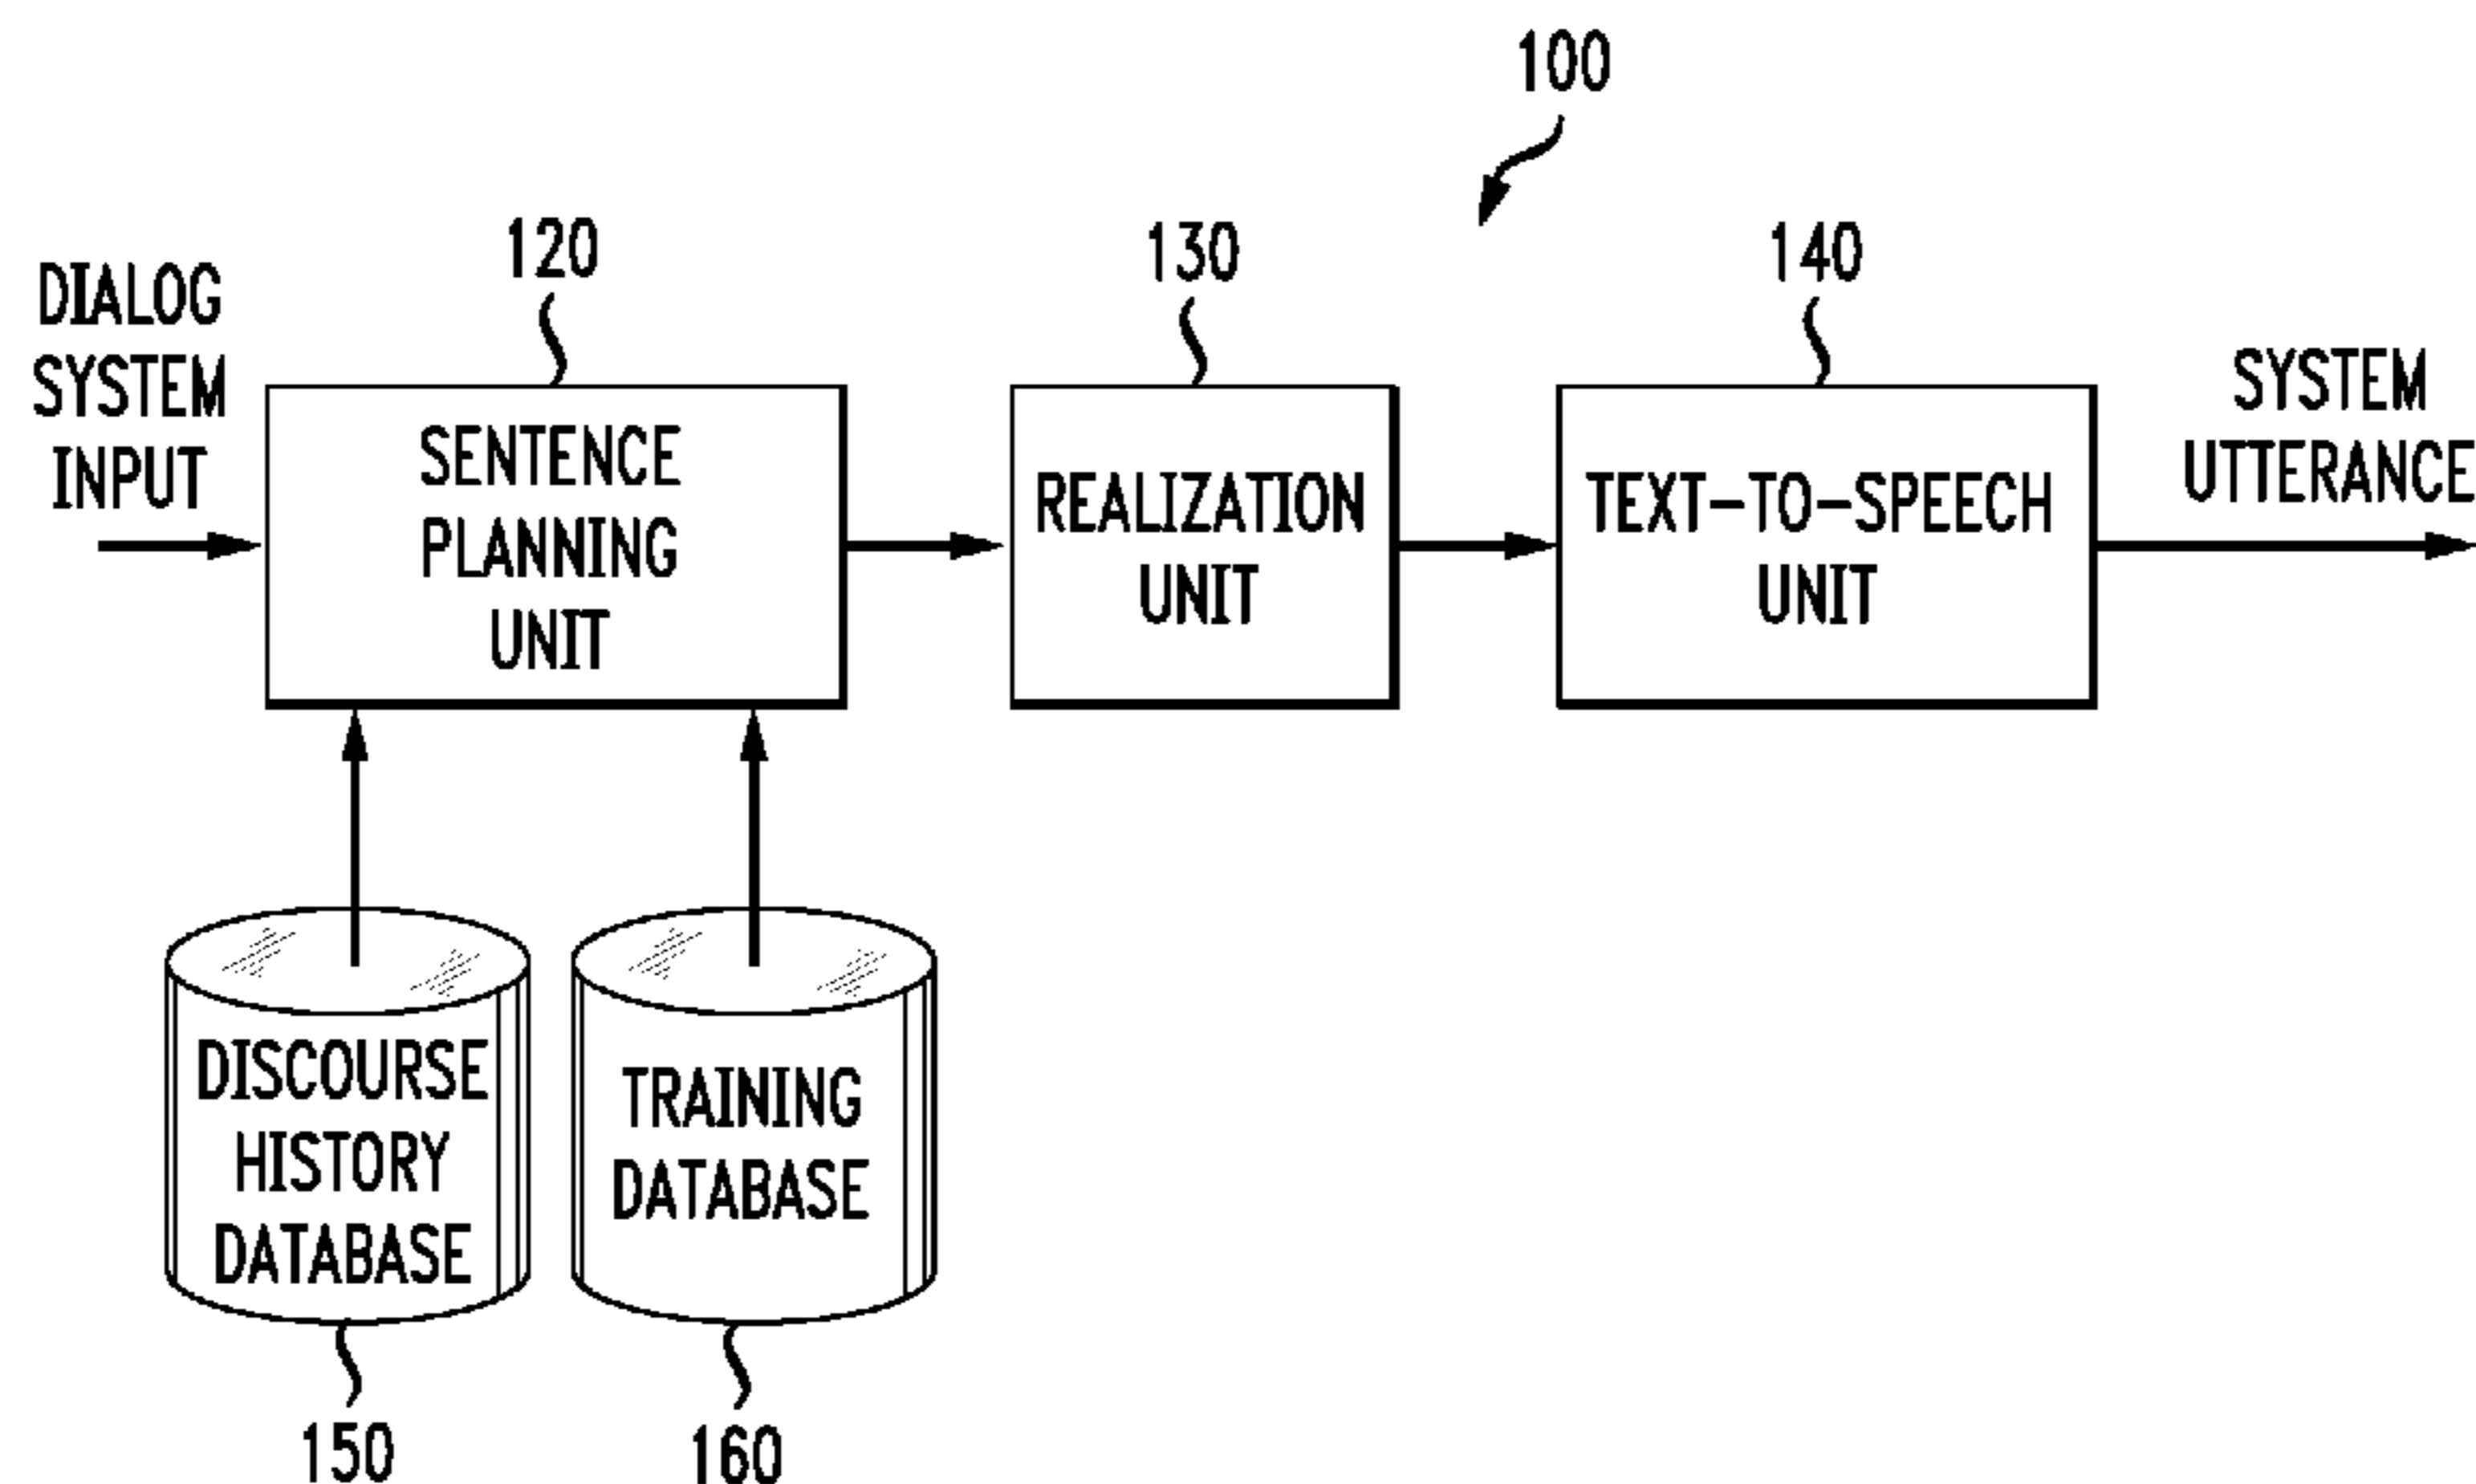 100
120
130
140
DIALOG
SYSTEM
INPUT
SENTENCE
PLANNING
UNIT
REALIZATION
UNIT
TEXT-TO-SPEECH
UNIT
SYSTEM
UTTERANCE
DISCOURSE
HISTORY
DATABASE
TRAINING
DATABASE
150
160